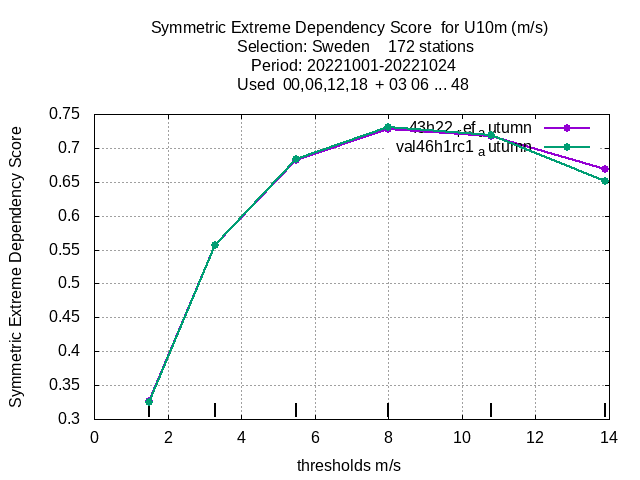 Symmetric Extreme Dependency Score for U10m (m/s)
Selection: Sweden 172 stations
Period: 20221001-20221024
Used 00,06,12,18 + 03 06 ... 48
Symmetric Extreme Dependency Score
0.75
0.7
0.65
0.6
0.55
0.5
0.45
0.4
0.35
0.3
43h22_ref_autumn
val46h1rc1_autumn
0 2 4 6 8 10 12 14
thresholds m/s